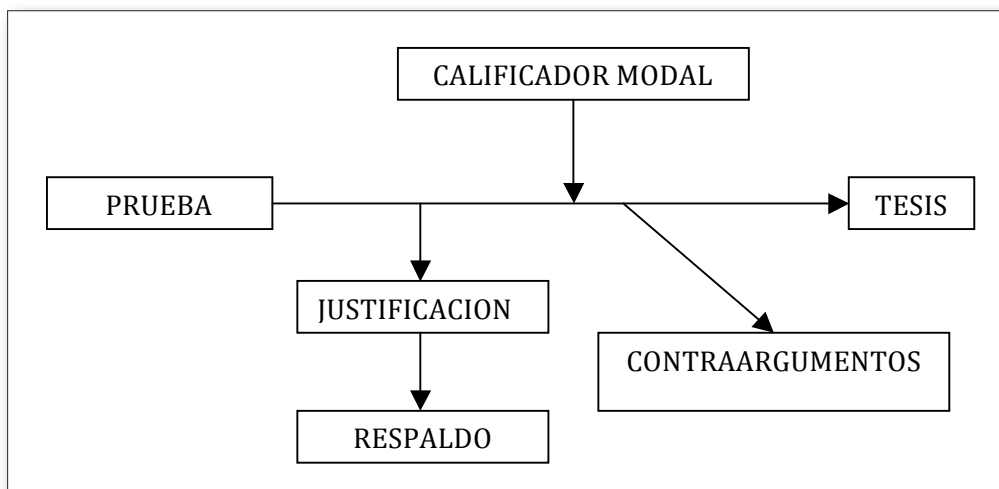 CALIFICADOR MODAL
PRUEBA
TESIS
JUSTIFICACION
CONTRAARGUMENTOS
RESPALDO